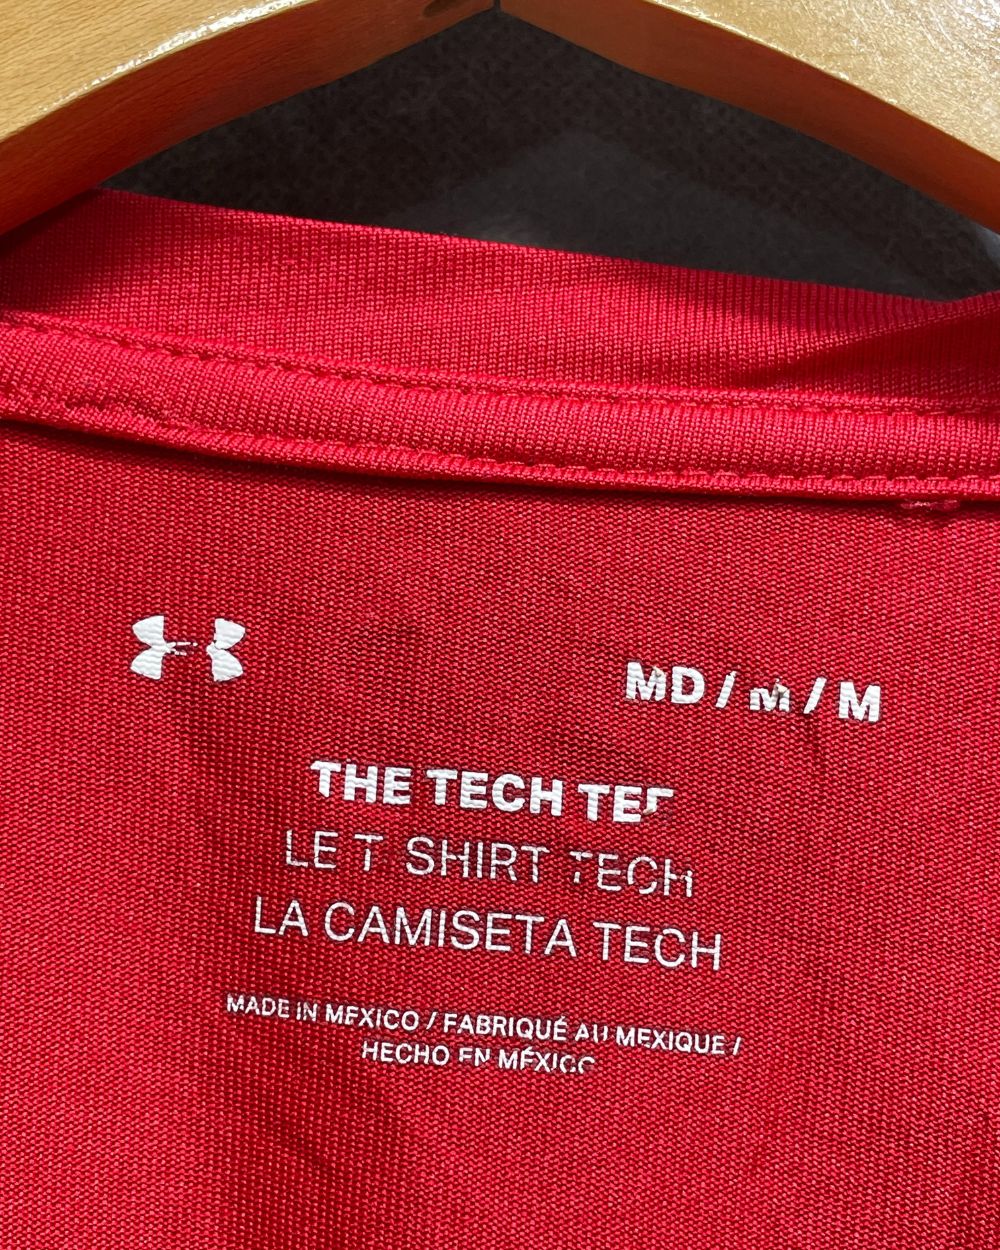 MD / M / M
THE TECH TEE
LE T SHIRT TECH
LA CAMISETA TECH
MADE IN MEXICO / FABRIQUÉ AU MEXIQUE /
HECHO EN MÉXICO